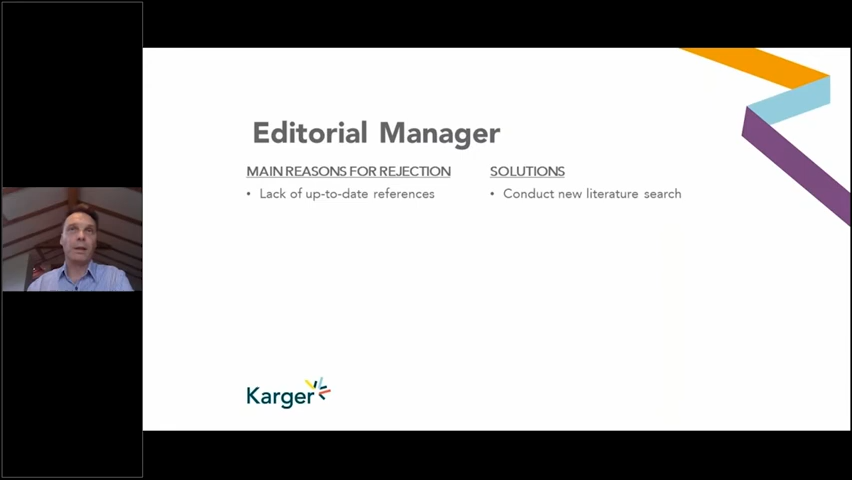 Editorial Manager
MAIN REASONS FOR REJECTION
• Lack of up-to-date references
SOLUTIONS
• Conduct new literature search
Karger